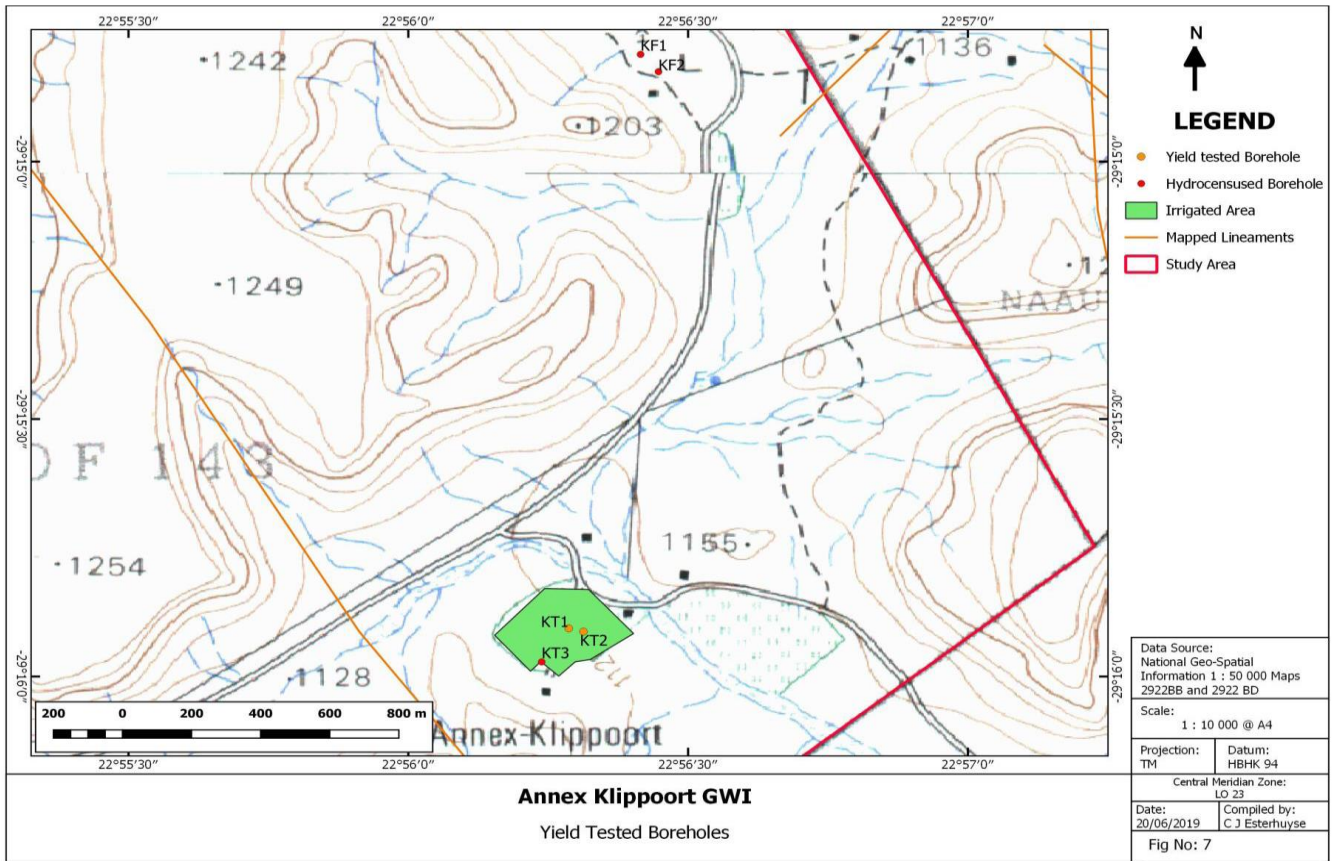 22°55'30" 22°56'0" 22°56'30" 22°57'0"
KF1
KF2
1242
1136
1203
-29°15'0" -29°15'0"
1249
NAAU
F
-29°15'30" -29°15'30"
OF 143
1155
1254
KT1
KT2
KT3
112
1128
-29°16'0" -29°16'0"
200 0 200 400 600 800 m
Annex-Klippoort
22°55'30" 22°56'0" 22°56'30" 22°57'0"
N
LEGEND
Yield tested Borehole
Hydrocensused Borehole
Irrigated Area
Mapped Lineaments
Study Area
Data Source:
National Geo-Spatial
Information 1 : 50 000 Maps
2922BB and 2922 BD
Scale:
1 : 10 000 @ A4
Projection:
TM
Datum:
HBHK 94
Central Meridian Zone:
LO 23
Date:
20/06/2019
Compiled by:
C J Esterhuyse
Fig No: 7
Annex Klippoort GWI
Yield Tested Boreholes